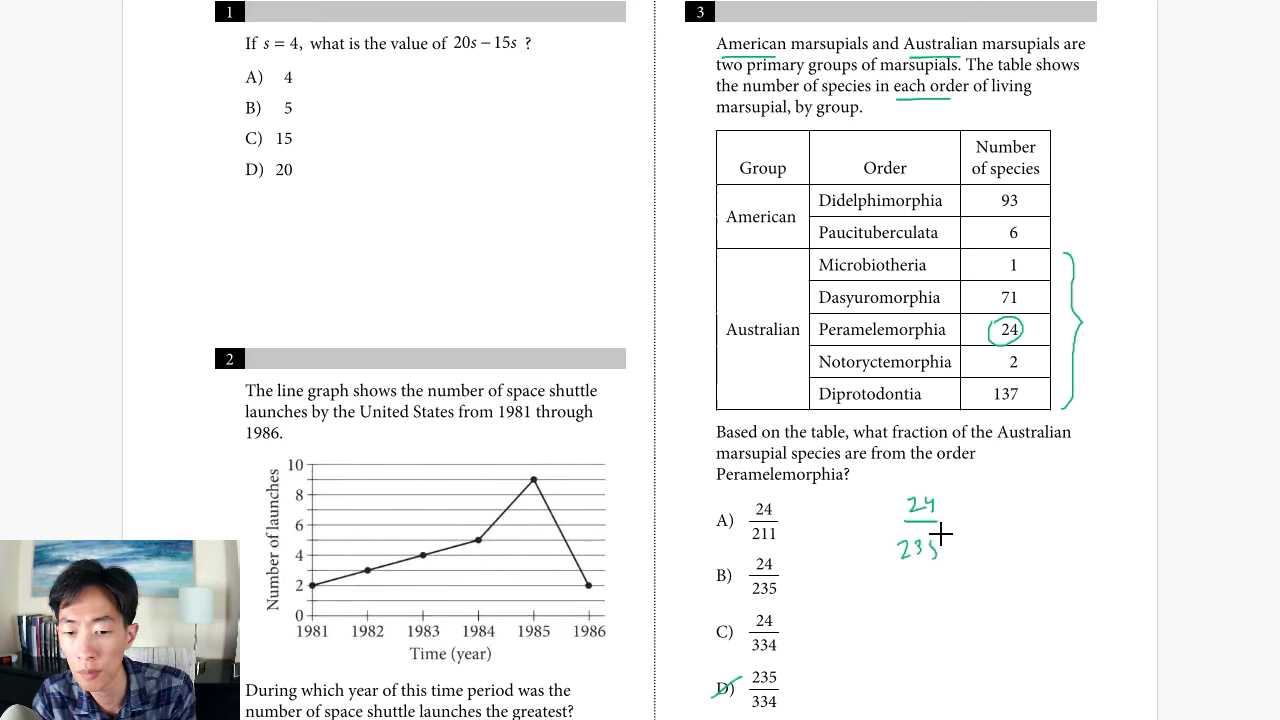 1
If s = 4, what is the value of 20s − 15s ?
A) 4
B) 5
C) 15
D) 20
2
The line graph shows the number of space shuttle
launches by the United States from 1981 through
1986.
Number of launches
10
8
6
4
2
0
1981 1982 1983 1984 1985 1986
Time (year)
During which year of this time period was the
number of space shuttle launches the greatest?
3
American marsupials and Australian marsupials are
two primary groups of marsupials. The table shows
the number of species in each order of living
marsupial, by group.
Group Order Number
of species
American Didelphimorphia 93
Paucituberculata 6
Australian Microbiotheria 1
Dasyuromorphia 71
Peramelemorphia 24
Notoryctemorphia 2
Diprotodontia 137
Based on the table, what fraction of the Australian
marsupial species are from the order
Peramelemorphia?
A) 24/211
B) 24/235
C) 24/334
D) 235/334
24
235